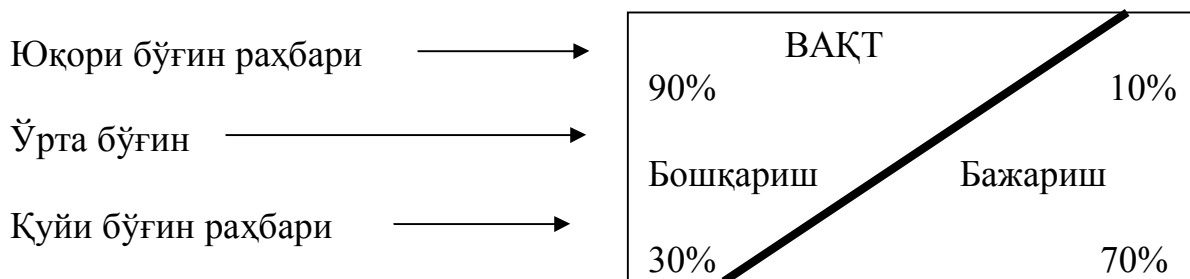 Юқори бўғин раҳбари
ВАҚТ
90% 10%
Ўрта бўғин
Бошқариш Бажариш
Қуйи бўғин раҳбари
30% 70%